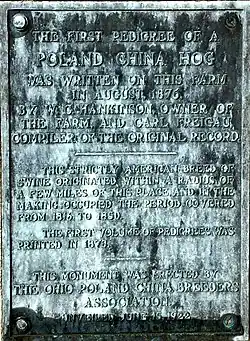 THE FIRST PEDIGREE OF A
POLAND CHINA HOG
WAS WRITTEN ON THIS FARM
IN AUGUST, 1876.
BY W.C. HANKINSON OWNER OF
THE FARM AND CARL FREIGAU
COMPILER OF THE ORIGINAL RECORD
THIS STRICTLY AMERICAN BREED OF
SWINE ORIGINATED WITHIN A RADIUS OF
A FEW MILES OF THIS PLACE AND IN THE
MAKING OCCUPIED THE PERIOD COVERED
FROM 1816 TO 1850.
THE FIRST VOLUME OF PEDIGREES WAS
PRINTED IN 1878.
THIS MONUMENT WAS ERECTED BY
THE OHIO POLAND CHINA BREEDERS
ASSOCIATION
UNVEILED JUNE 15, 1922